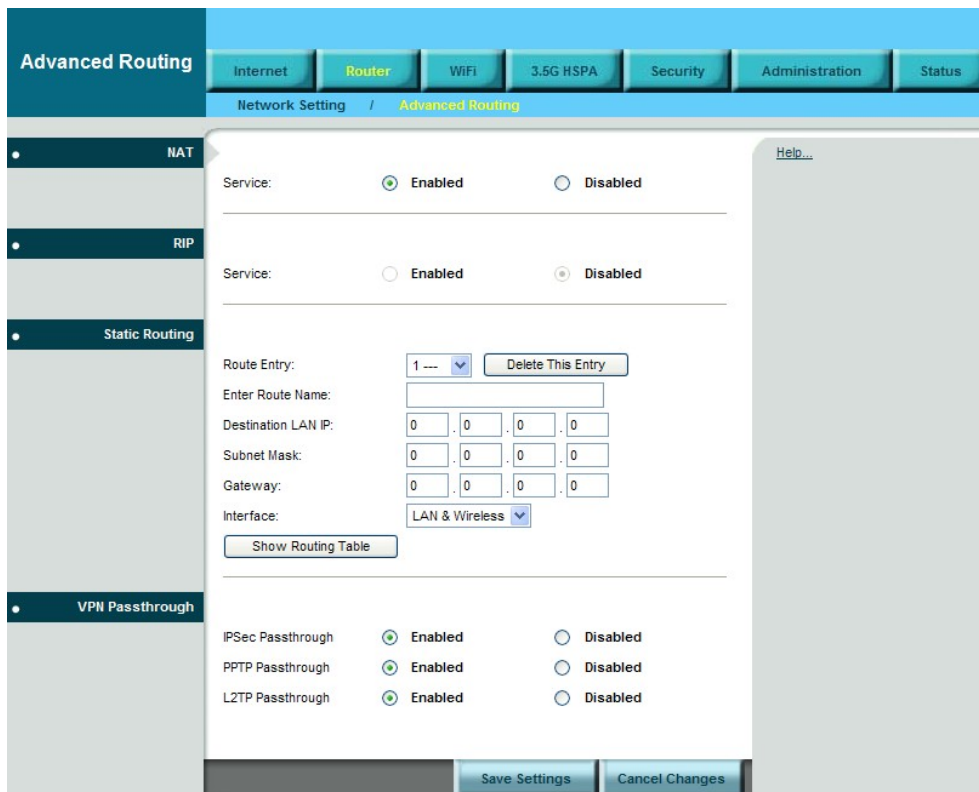 Advanced Routing
Internet Router WiFi 3.5G HSPA Security Administration Status
Network Setting / Advanced Routing
NAT
Help...
Service: Enabled Disabled
RIP
Service: Enabled Disabled
Static Routing
Route Entry: 1 --- Delete This Entry
Enter Route Name:
Destination LAN IP: 0 . 0 . 0 . 0
Subnet Mask: 0 . 0 . 0 . 0
Gateway: 0 . 0 . 0 . 0
Interface: LAN & Wireless
Show Routing Table
VPN Passthrough
IPSec Passthrough Enabled Disabled
PPTP Passthrough Enabled Disabled
L2TP Passthrough Enabled Disabled
Save Settings Cancel Changes